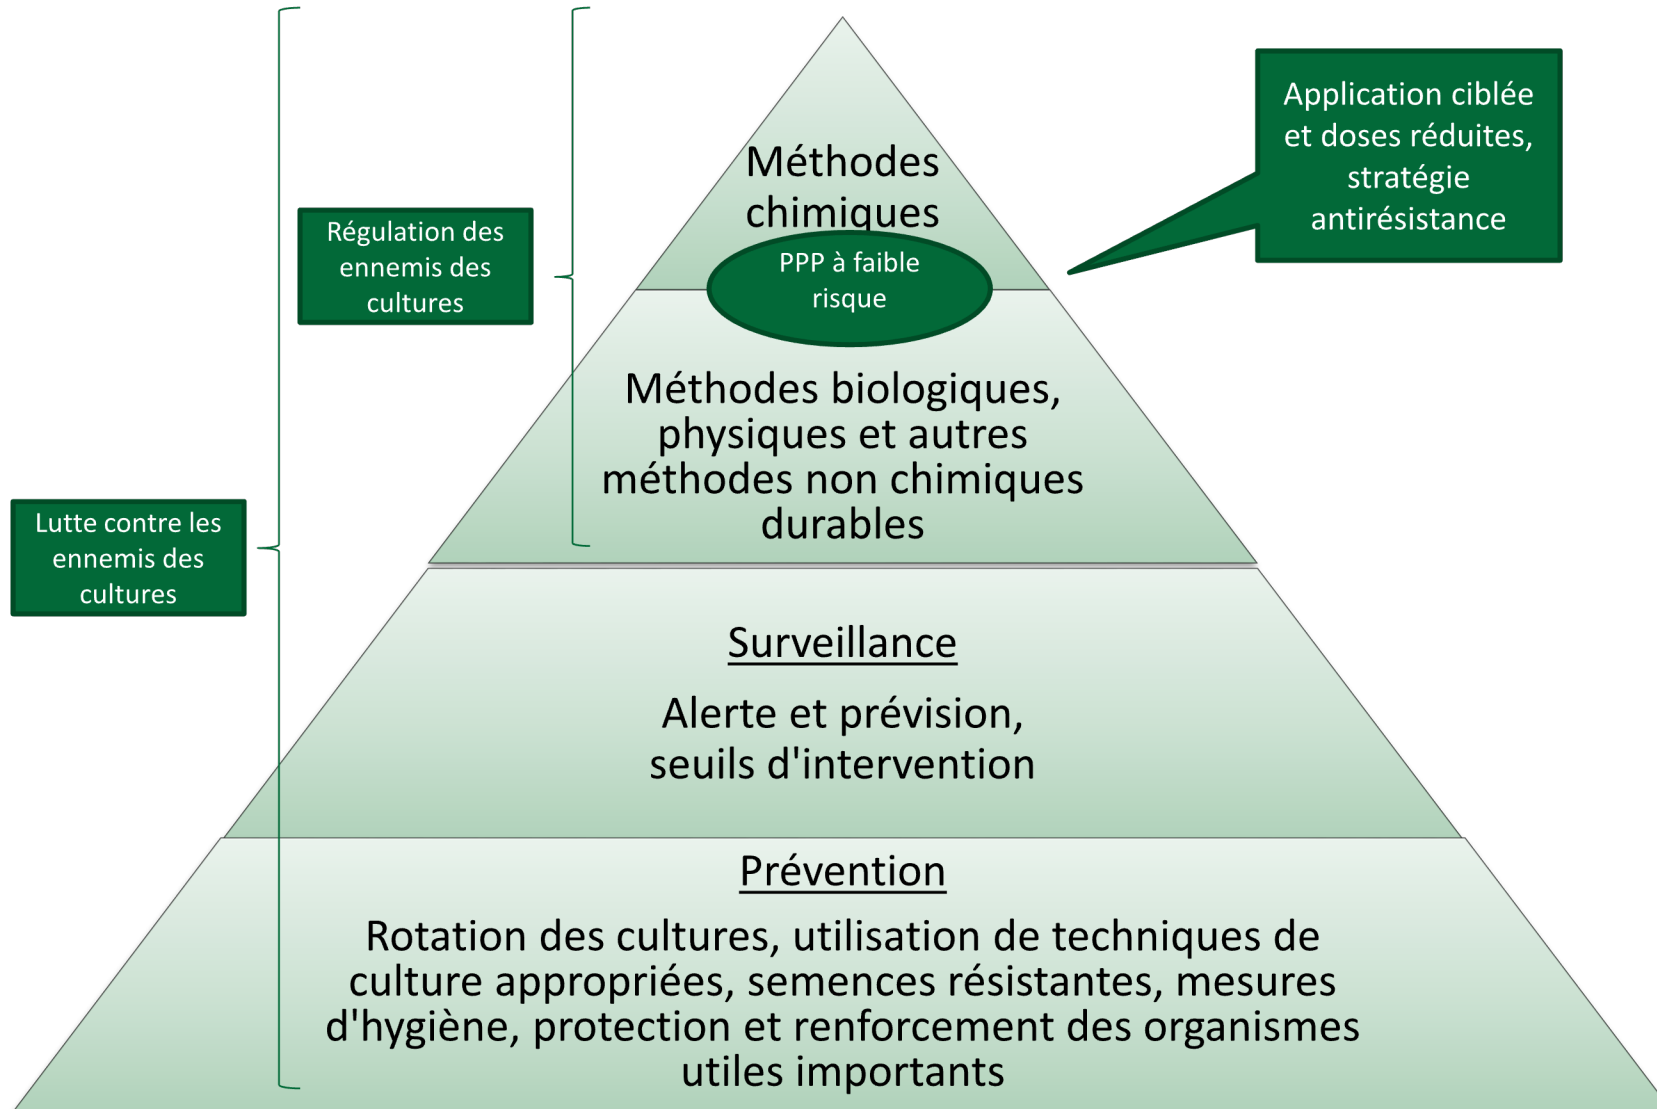 Méthodes
chimiques
PPP à faible
risque
Application ciblée
et doses réduites,
stratégie
antirésistance
Régulation des
ennemis des
cultures
Méthodes biologiques,
physiques et autres
méthodes non chimiques
durables
Lutte contre les
ennemis des
cultures
Surveillance
Alerte et prévision,
seuils d'intervention
Prévention
Rotation des cultures, utilisation de techniques de
culture appropriées, semences résistantes, mesures
d'hygiène, protection et renforcement des organismes
utiles importants